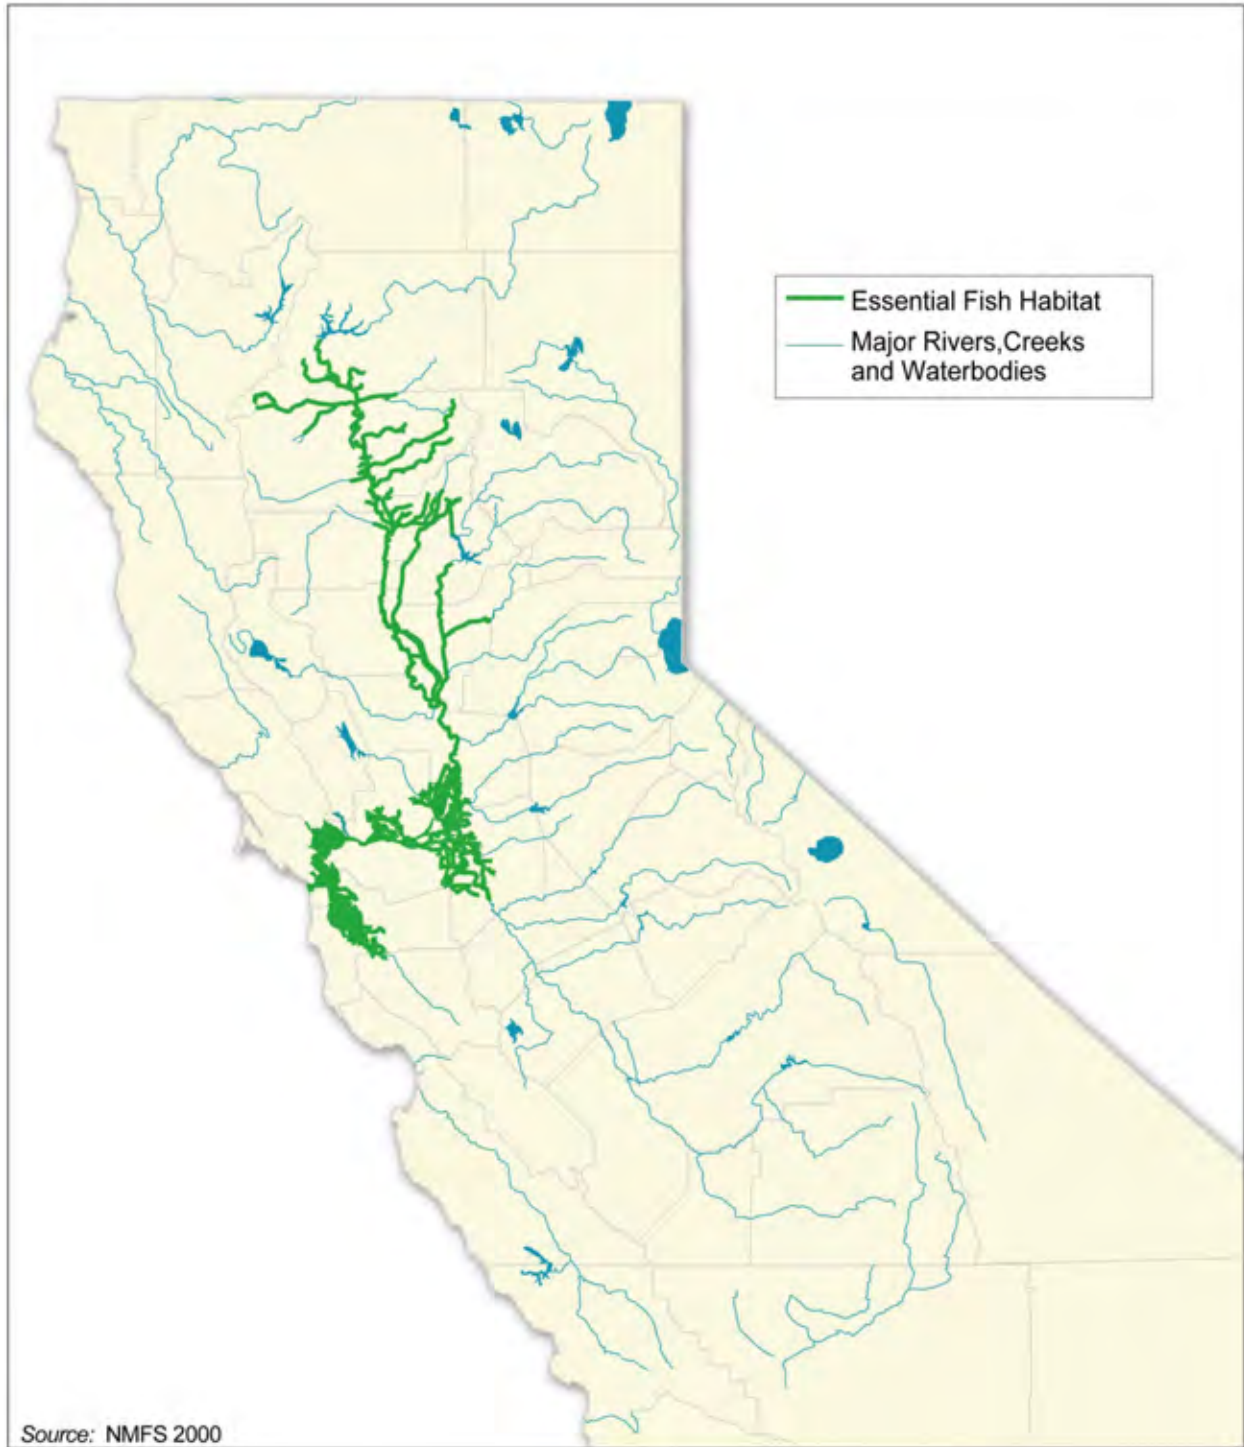 Essential Fish Habitat
Major Rivers,Creeks
and Waterbodies
Source: NMFS 2000